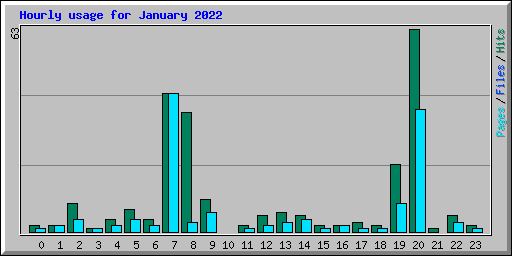 Hourly usage for January 2022
63
Pages/Files/Hits
0 1 2 3 4 5 6 7 8 9 10 11 12 13 14 15 16 17 18 19 20 21 22 23